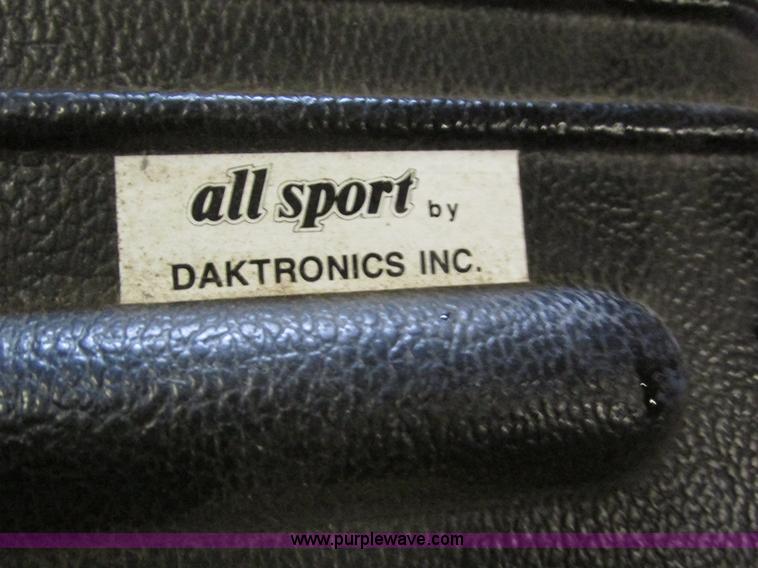 all sport by
DAKTRONICS INC.
www.purplewave.com